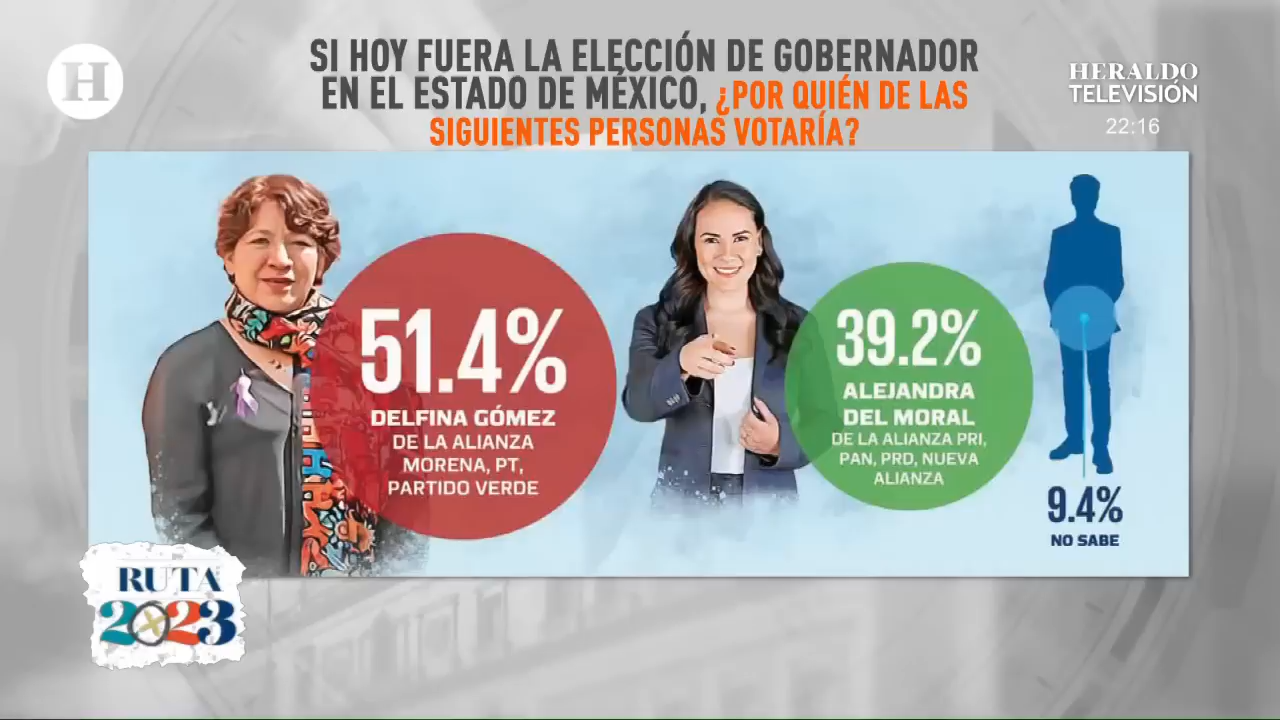 SI HOY FUERA LA ELECCIÓN DE GOBERNADOR
EN EL ESTADO DE MÉXICO, ¿POR QUIÉN DE LAS
SIGUIENTES PERSONAS VOTARÍA?
H
HERALDO
TELEVISIÓN
22:16
51.4%
DELFINA GÓMEZ
DE LA ALIANZA
MORENA, PT,
PARTIDO VERDE
39.2%
ALEJANDRA
DEL MORAL
DE LA ALIANZA PRI,
PAN, PRD, NUEVA
ALIANZA
9.4%
NO SABE
RUTA
2023